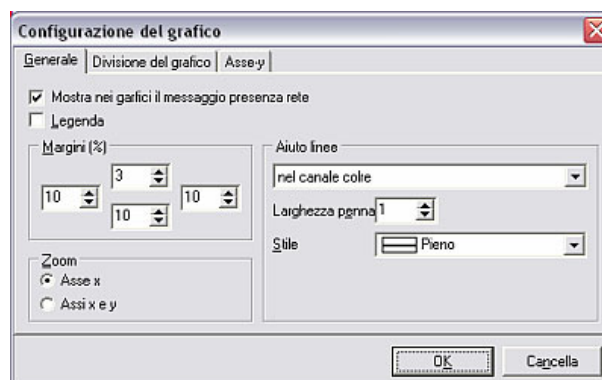 Configurazione del grafico
Generale Divisione del grafico Asse-y
Mostra nei garfici il messaggio presenza rete
Legenda
Margini (%)
3
10 10
10
Zoom
Asse x
Assi x e y
Aiuto linee
nel canale colre
Larghezza penna 1
Stile Pieno
OK Cancella